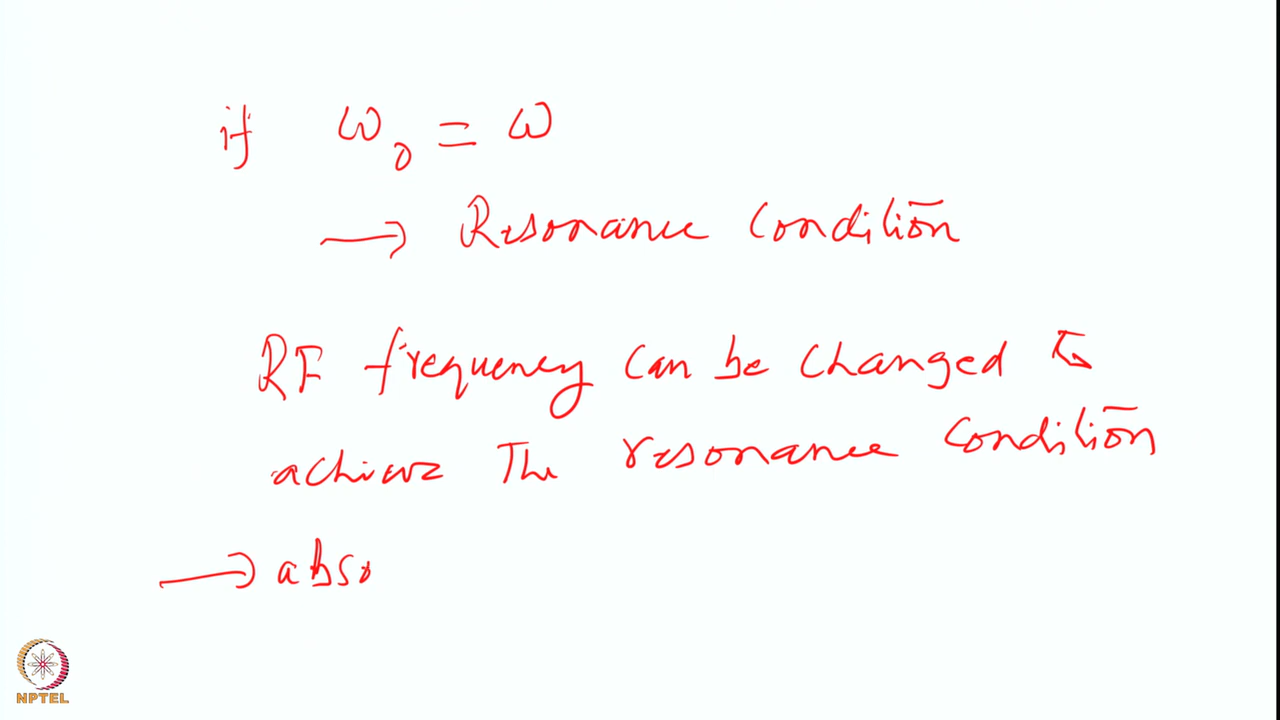 if ω₀ = ω
→ Resonance Condition
RF frequency can be changed to
achieve The resonance condition
→ abso
NPTEL